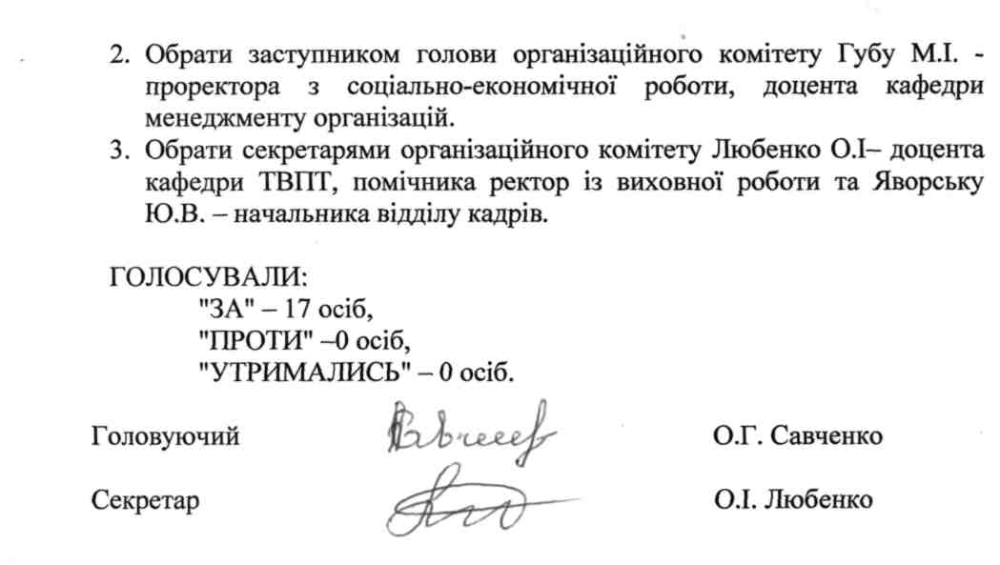 2. Обрати заступником голови організаційного комітету Губу М.І. -
проректора з соціально-економічної роботи, доцента кафедри
менеджменту організацій.
3. Обрати секретарями організаційного комітету Любенко О.І– доцента
кафедри ТВПТ, помічника ректор із виховної роботи та Яворську
Ю.В. – начальника відділу кадрів.
ГОЛОСУВАЛИ:
"ЗА" – 17 осіб,
"ПРОТИ" –0 осіб,
"УТРИМАЛИСЬ" – 0 осіб.
Головуючий О.Г. Савченко
Секретар О.І. Любенко